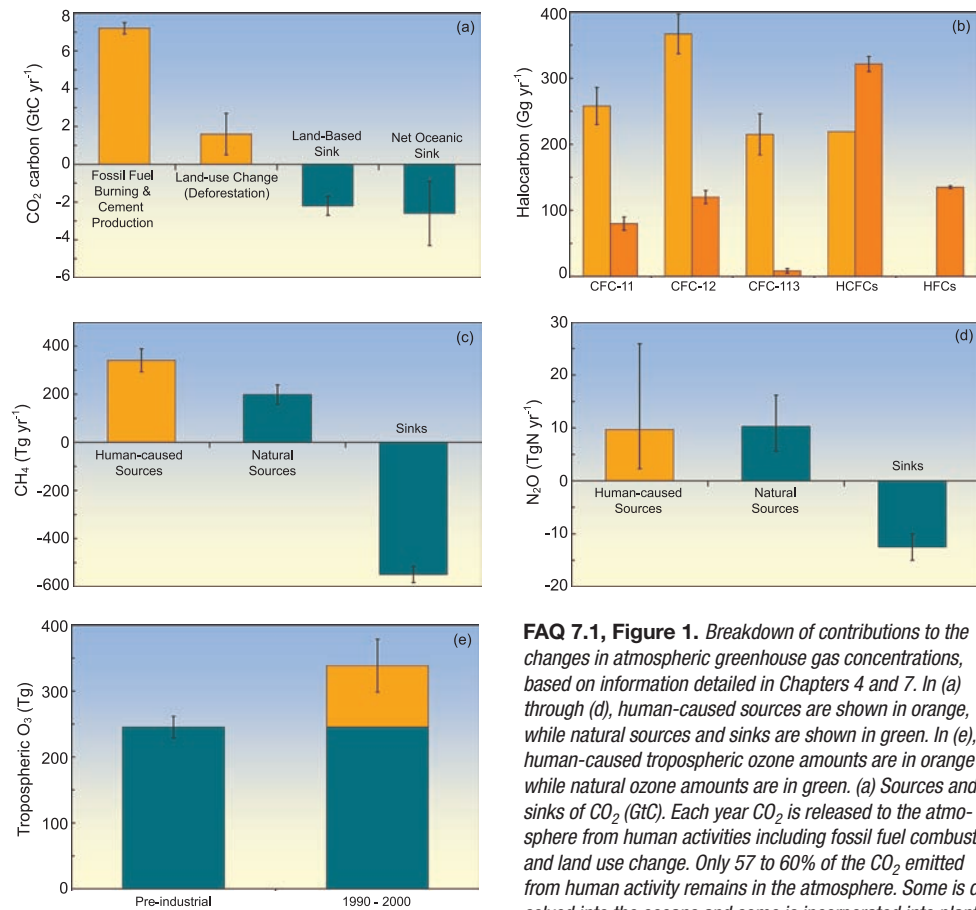 (a)
8
6
4
2
0
-2
-4
-6
CO2 carbon (GtC yr-1)
Fossil Fuel
Burning &
Cement
Production
Land-use Change
(Deforestation)
Land-Based
Sink
Net Oceanic
Sink
(b)
400
300
200
100
0
Halocarbon (Gg yr-1)
CFC-11 CFC-12 CFC-113 HCFCs HFCs
(c)
400
200
0
-200
-400
-600
CH4 (Tg yr-1)
Human-caused
Sources
Natural
Sources
Sinks
(d)
30
20
10
0
-10
-20
N2O (TgN yr-1)
Human-caused
Sources
Natural
Sources
Sinks
(e)
400
300
200
100
0
Tropospheric O3 (Tg)
Pre-industrial 1990 - 2000
FAQ 7.1, Figure 1. Breakdown of contributions to the
changes in atmospheric greenhouse gas concentrations,
based on information detailed in Chapters 4 and 7. In (a)
through (d), human-caused sources are shown in orange,
while natural sources and sinks are shown in green. In (e),
human-caused tropospheric ozone amounts are in orange
while natural ozone amounts are in green. (a) Sources and
sinks of CO2 (GtC). Each year CO2 is released to the atmo-
sphere from human activities including fossil fuel combust
and land use change. Only 57 to 60% of the CO2 emitted
from human activity remains in the atmosphere. Some is